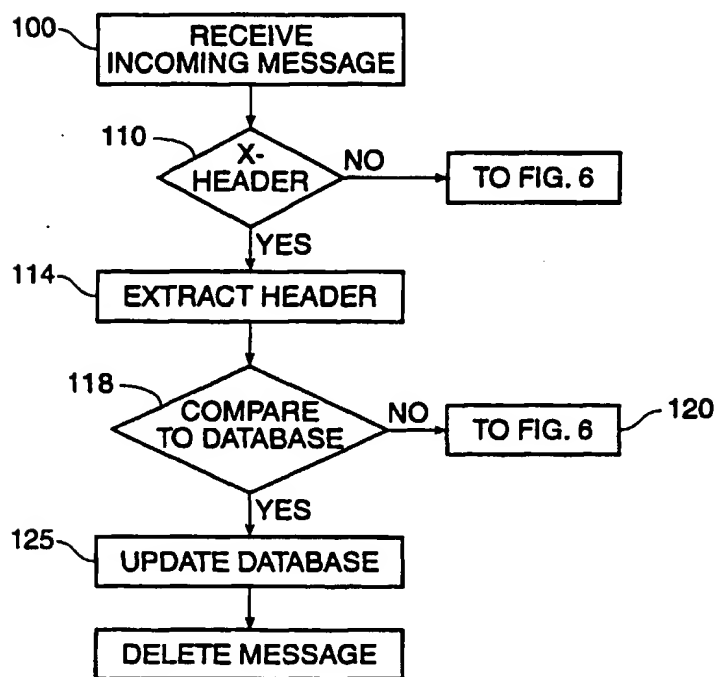 100
RECEIVE
INCOMING MESSAGE
110
X-
HEADER
NO
TO FIG. 6
YES
114
EXTRACT HEADER
118
COMPARE
TO DATABASE
NO
TO FIG. 6
120
YES
125
UPDATE DATABASE
DELETE MESSAGE